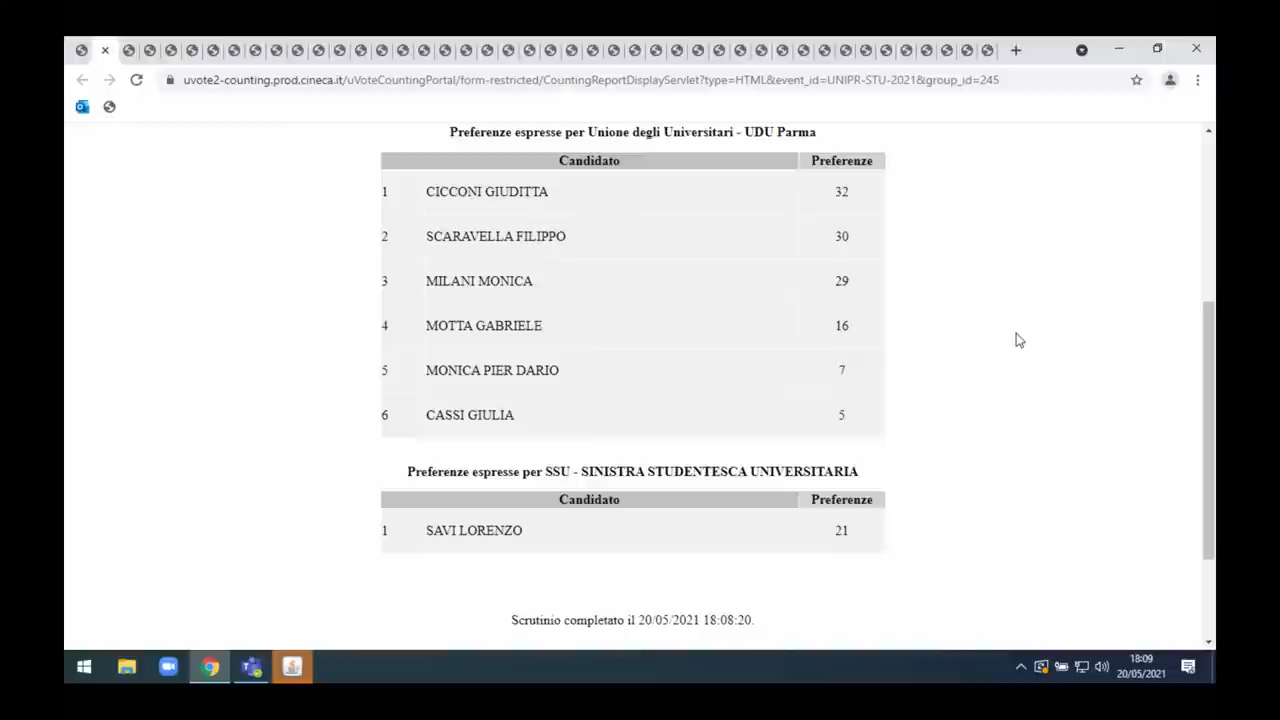 uvote2-counting.prod.cineca.it/uVoteCountingPortal/form-restricted/CountingReportDisplayServlet?type=HTML&event_id=UNIPR-STU-2021&group_id=245
Preferenze espresse per Unione degli Universitari - UDU Parma
Candidato Preferenze
1 CICCONI GIUDITTA 32
2 SCARAVELLA FILIPPO 30
3 MILANI MONICA 29
4 MOTTA GABRIELE 16
5 MONICA PIER DARIO 7
6 CASSI GIULIA 5
Preferenze espresse per SSU - SINISTRA STUDENTESCA UNIVERSITARIA
Candidato Preferenze
1 SAVI LORENZO 21
Scrutinio completato il 20/05/2021 18:08:20.
18:09
20/05/2021